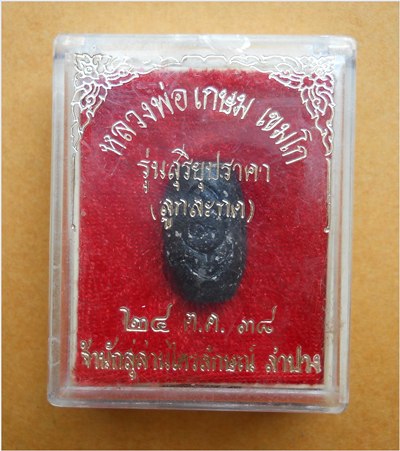 หลวงพ่อ เกษม เขมโก
รุ่นสุริยุปราคา
(ลูกสะกด)
๒๔ ต.ค. ๓๘
สำนักสุสานไตรลักษณ์ ลำปาง